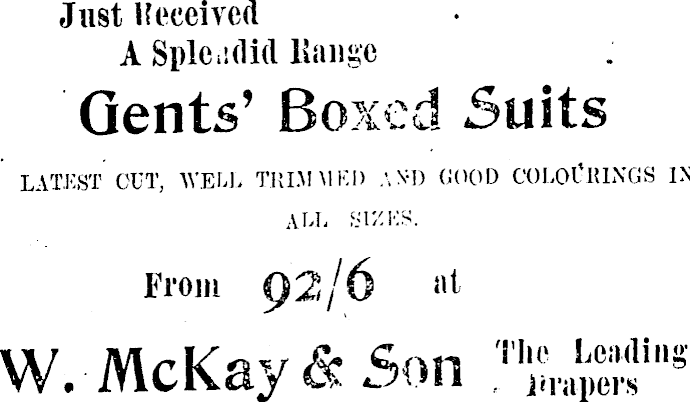 Just Received
A Splendid Range
Gents' Boxed Suits
LATEST CUT, WELL TRIMMED AND GOOD COLOURINGS IN
ALL SIZES.
From 92/6 at
W. McKay & Son The Leading
Drapers